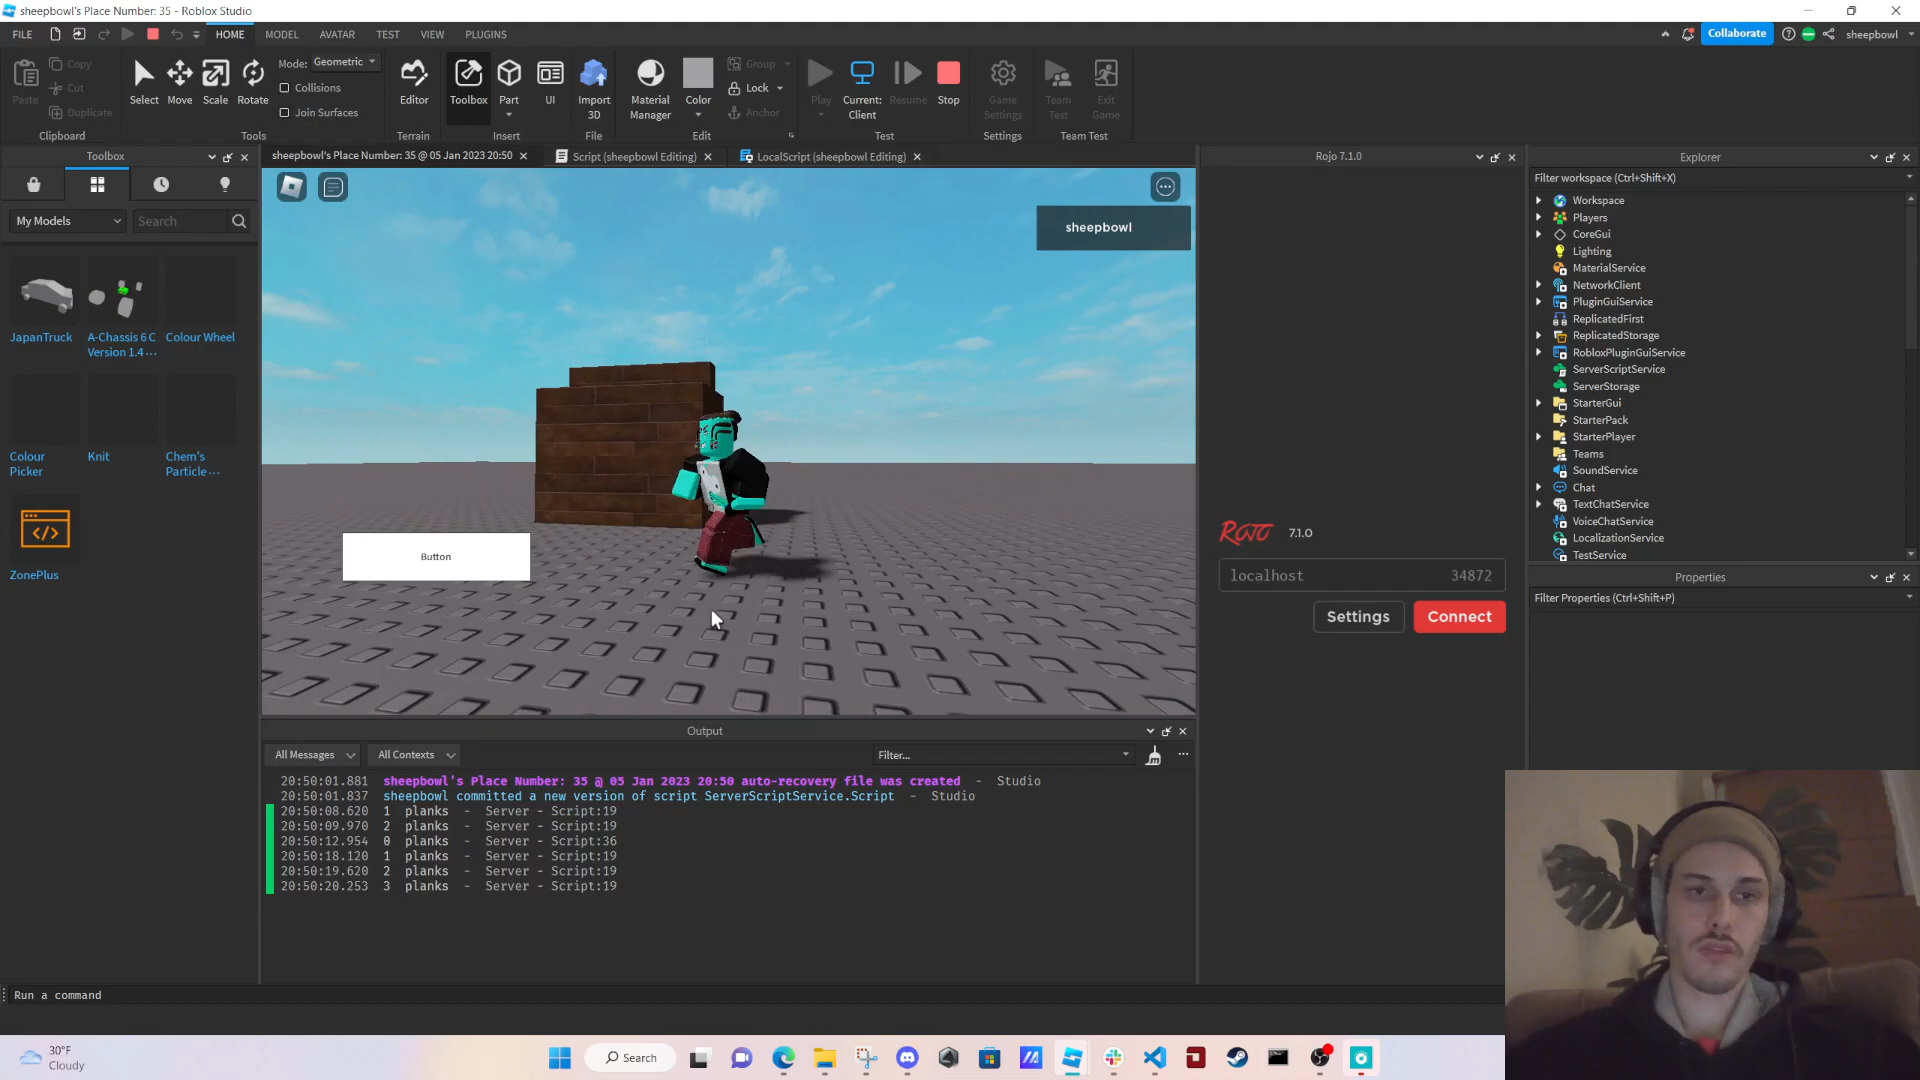 sheepbowl's Place Number: 35 - Roblox Studio
FILE HOME MODEL AVATAR TEST VIEW PLUGINS Collaborate sheepbowl
Paste Copy Cut Duplicate Clipboard
Select Move Scale Rotate Mode: Geometric Collisions Join Surfaces Tools
Editor Terrain
Toolbox Part UI Insert
Import 3D File
Material Manager Color Group Lock Anchor Edit
Play Current: Client Resume Stop Test
Game Settings Settings
Team Test Exit Game Team Test
Toolbox
My Models Search
JapanTruck
A-Chassis 6 C Version 1.4 ...
Colour Wheel
Colour Picker
Knit
Chem's Particle ...
ZonePlus
sheepbowl's Place Number: 35 @ 05 Jan 2023 20:50
Script (sheepbowl Editing)
LocalScript (sheepbowl Editing)
sheepbowl
Button
Output
All Messages All Contexts Filter...
20:50:01.881 sheepbowl's Place Number: 35 @ 05 Jan 2023 20:50 auto-recovery file was created - Studio
20:50:01.837 sheepbowl committed a new version of script ServerScriptService.Script - Studio
20:50:08.620 1 planks - Server - Script:19
20:50:09.970 2 planks - Server - Script:19
20:50:12.954 0 planks - Server - Script:36
20:50:18.120 1 planks - Server - Script:19
20:50:19.620 2 planks - Server - Script:19
20:50:20.253 3 planks - Server - Script:19
Rojo 7.1.0
ROJO 7.1.0
localhost 34872
Settings Connect
Explorer
Filter workspace (Ctrl+Shift+X)
Workspace
Players
CoreGui
Lighting
MaterialService
NetworkClient
PluginGuiService
ReplicatedFirst
ReplicatedStorage
RobloxPluginGuiService
ServerScriptService
ServerStorage
StarterGui
StarterPack
StarterPlayer
Teams
SoundService
Chat
TextChatService
VoiceChatService
LocalizationService
TestService
Properties
Filter Properties (Ctrl+Shift+P)
Run a command
30°F
Cloudy
Search